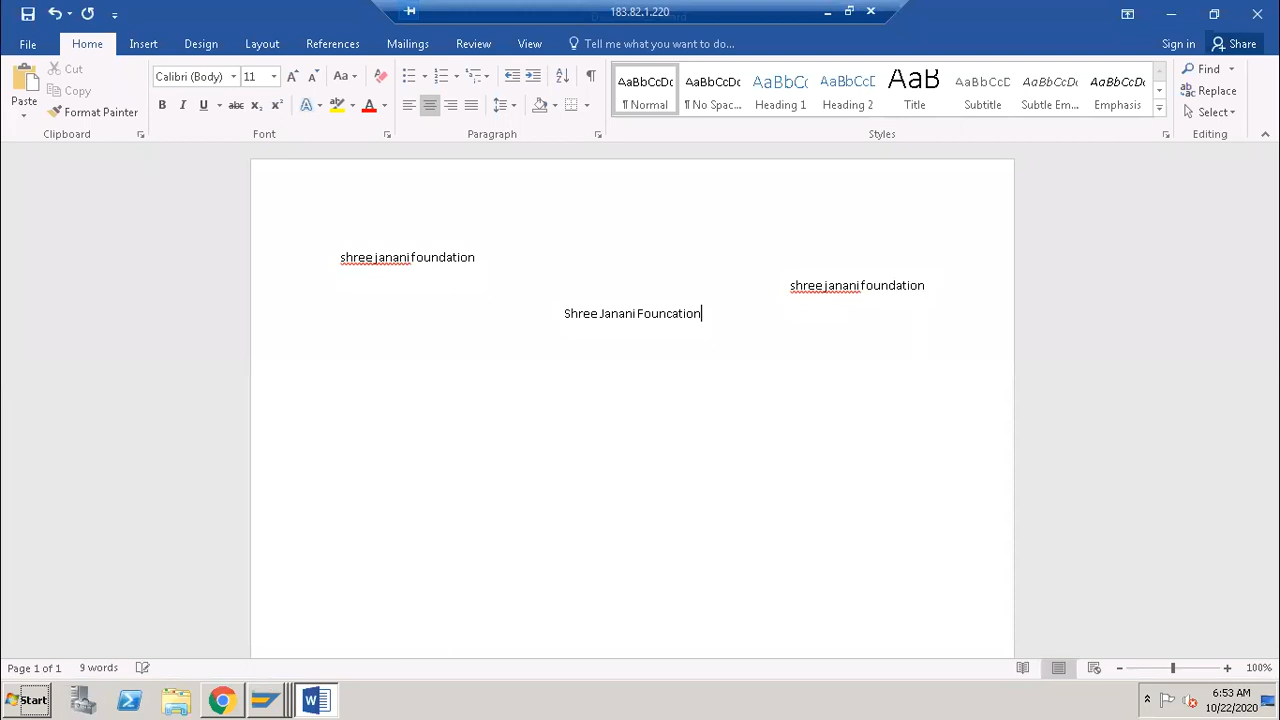 183.82.1.220
File Home Insert Design Layout References Mailings Review View Tell me what you want to do... Sign in Share
Cut
Copy
Format Painter
Paste
Clipboard
Calibri (Body) 11
Font
Paragraph
AaBbCcDc AaBbCcDc AaBbC( AaBbCcE AaB AaBbCcD AaBbCcDt AaBbCcDt
¶ Normal ¶ No Spac... Heading 1 Heading 2 Title Subtitle Subtle Em... Emphasis
Styles
Find
Replace
Select
Editing
shree janani foundation
shree janani foundation
Shree Janani Founcation
Page 1 of 1 9 words 100%
Start
6:53 AM
10/22/2020